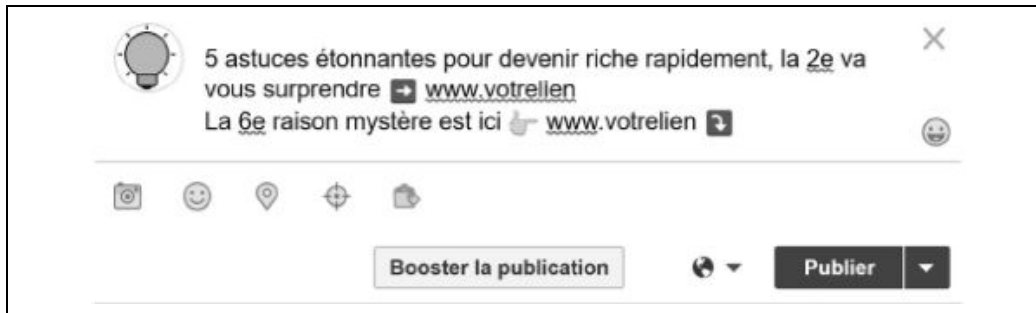 5 astuces étonnantes pour devenir riche rapidement, la 2e va
vous surprendre ➡ www.votrelien
La 6e raison mystère est ici 👉 www.votrelien ⤵
Booster la publication
Publier